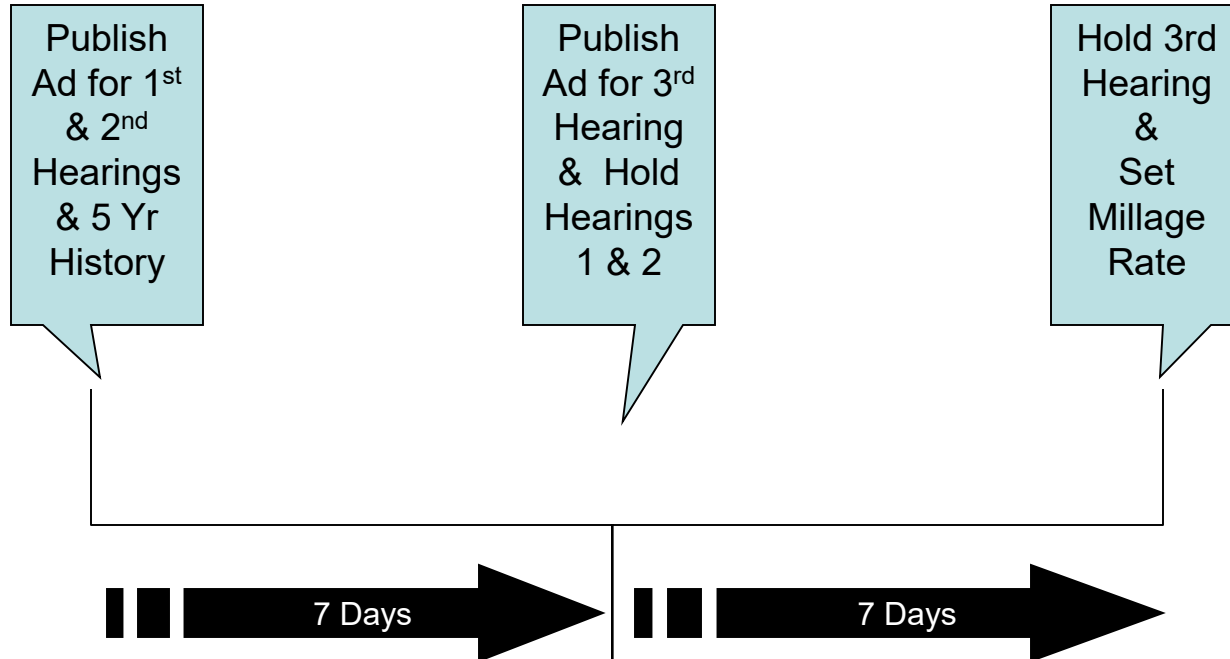 Publish
Ad for 1st
& 2nd
Hearings
& 5 Yr
History
Publish
Ad for 3rd
Hearing
& Hold
Hearings
1 & 2
Hold 3rd
Hearing
&
Set
Millage
Rate
7 Days
7 Days